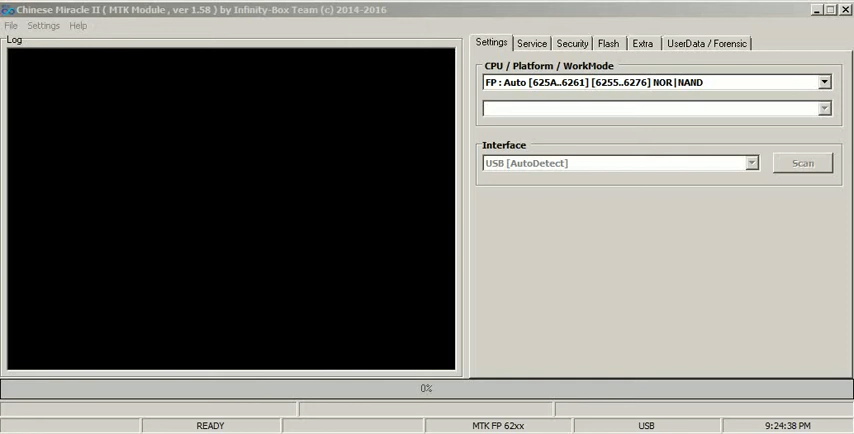 Chinese Miracle II ( MTK Module , ver 1.58 ) by Infinity-Box Team (c) 2014-2016
File Settings Help
Log
Settings Service Security Flash Extra UserData / Forensic
CPU / Platform / WorkMode
FP : Auto [625A..6261] [6255..6276] NOR|NAND
Interface
USB [AutoDetect]
Scan
0%
READY MTK FP 62xx USB 9:24:38 PM